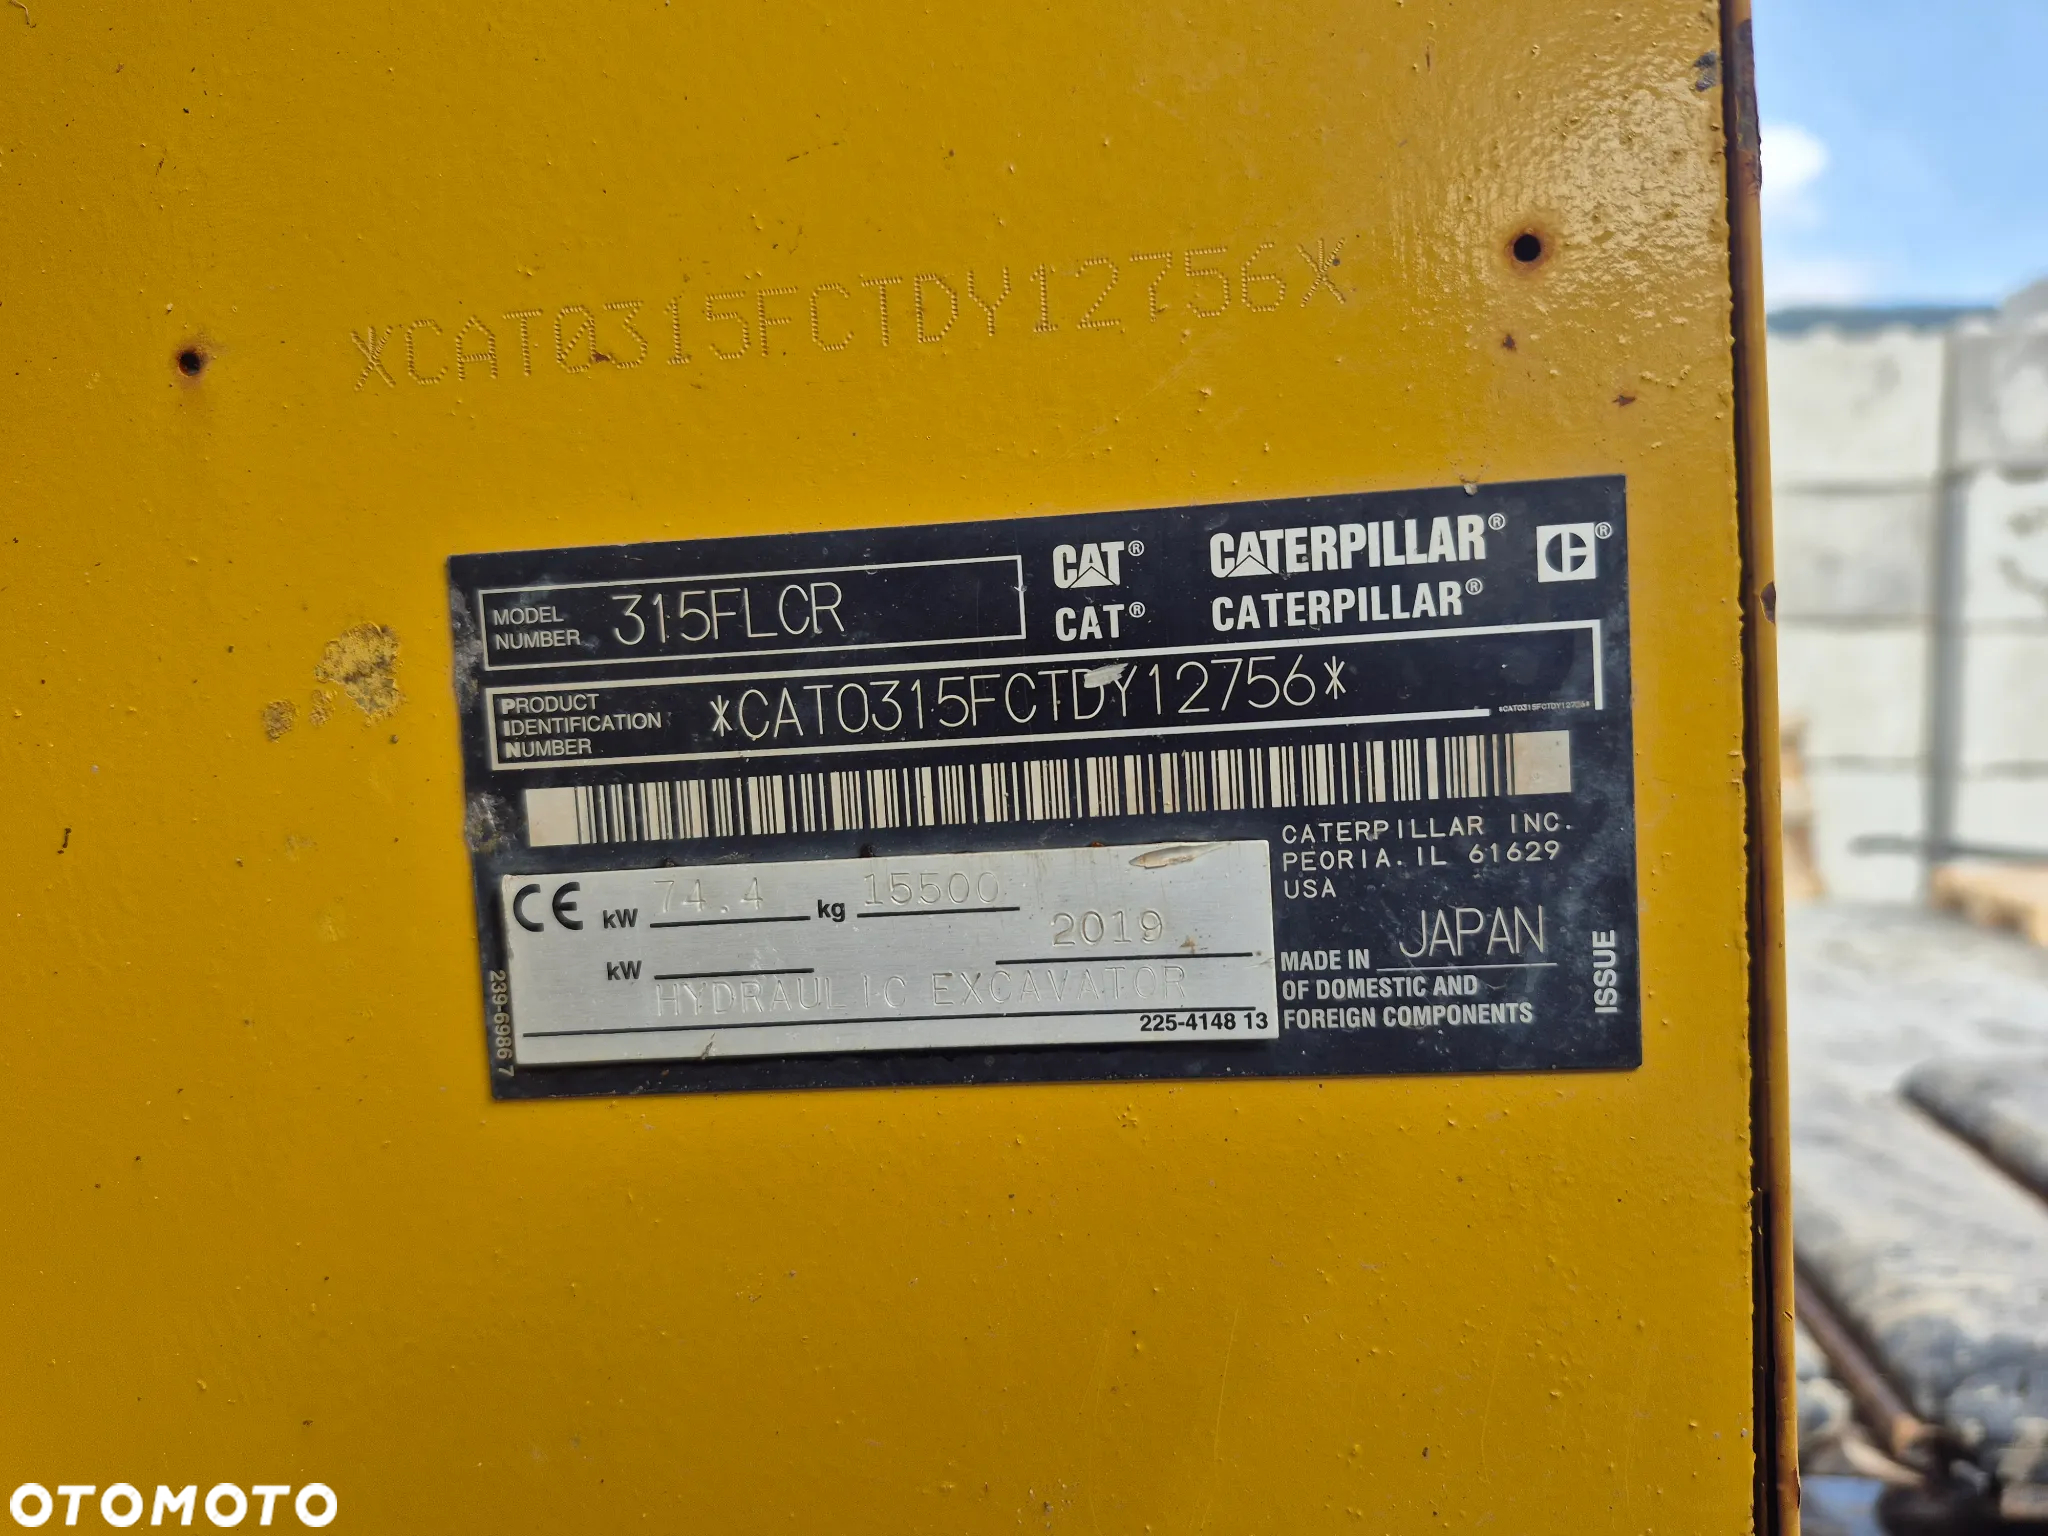 *CAT0315FCTDY12756*
CAT® CATERPILLAR® C®
CAT® CATERPILLAR®
MODEL
NUMBER 315FLCR
PRODUCT
IDENTIFICATION
NUMBER
*CAT0315FCTDY12756*
*CAT0315FCTDY12756*
CATERPILLAR INC.
PEORIA, IL 61629
USA
CE kW 74.4 kg 15500
2019
kW
HYDRAULIC EXCAVATOR
225-4148 13
MADE IN JAPAN
OF DOMESTIC AND
FOREIGN COMPONENTS
ISSUE
239-6986 7
OTOMOTO